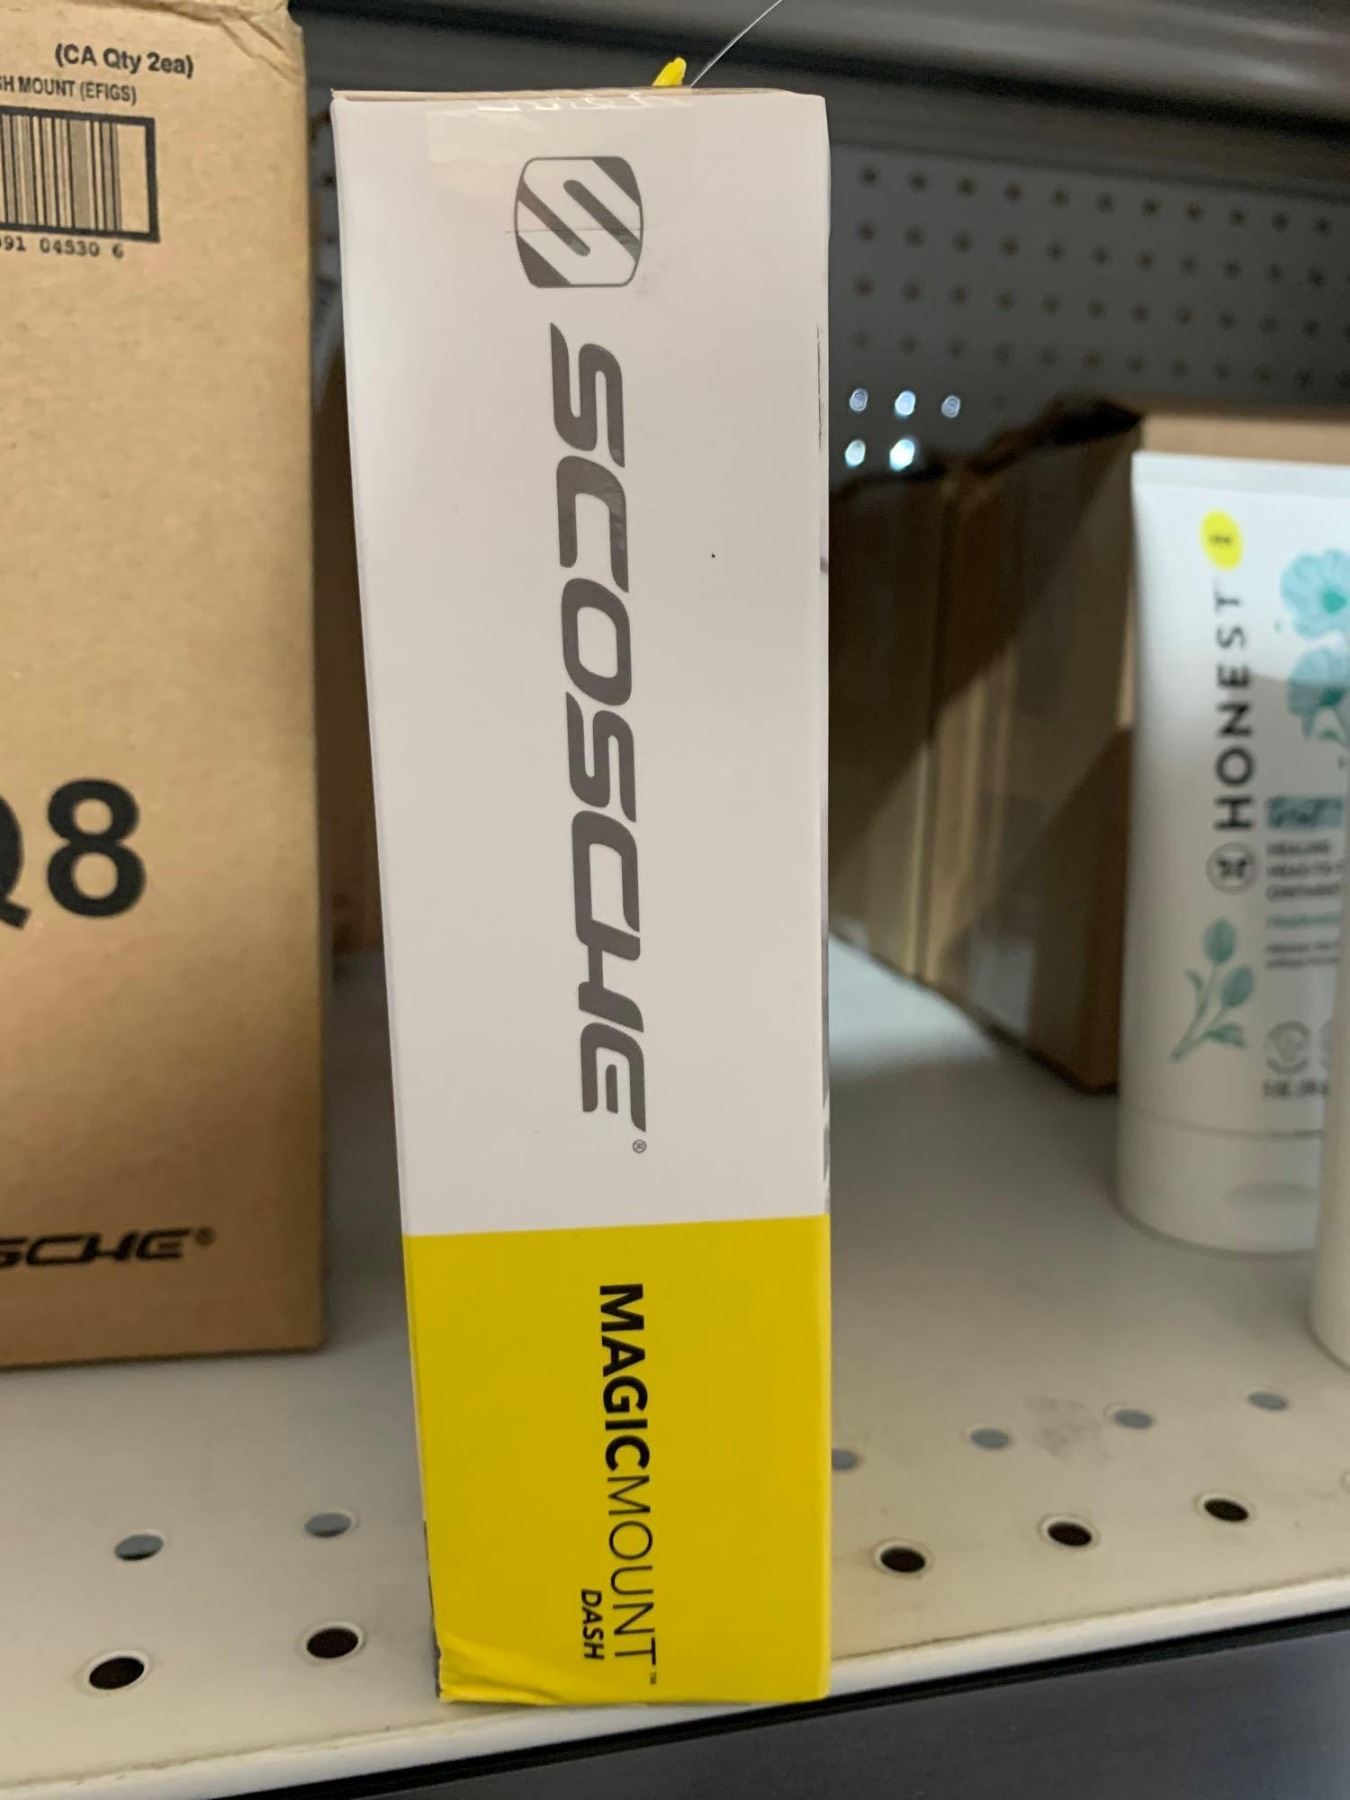 (CA Qty 2ea)
SH MOUNT (EFIGS)
91 04530 6
Q8
SCHE®
SCOSCHE®
MAGICMOUNT™
DASH
HONEST